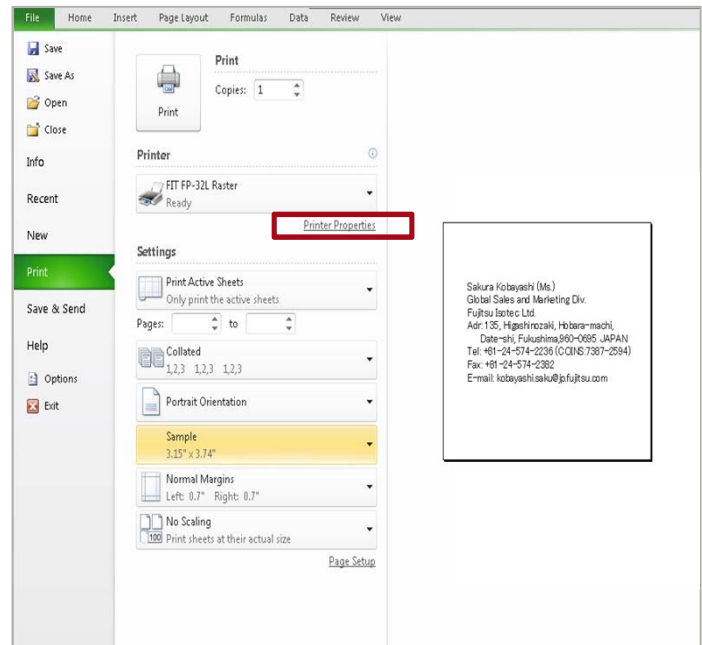 File Home Insert Page Layout Formulas Data Review View
Save
Save As
Open
Close
Info
Recent
New
Print
Save & Send
Help
Options
Exit
Print
Print
Copies: 1
Printer
FIT FP-32L Raster
Ready
Printer Properties
Settings
Print Active Sheets
Only print the active sheets
Pages: to
Collated
1,2,3 1,2,3 1,2,3
Portrait Orientation
Sample
3.15" x 3.74"
Normal Margins
Left: 0.7" Right: 0.7"
No Scaling
100 Print sheets at their actual size
Page Setup
Sakura Kobayashi (Ms.)
Global Sales and Marketing Div.
Fujitsu Isotec Ltd.
Adr: 135, Higashinozaki, Hobara-machi,
Date-shi, Fukushima,960-0695 JAPAN
Tel: +81-24-574-2236 (COINS:7387-2594)
Fax: +81-24-574-2382
E-mail: kobayashi.saku@jp.fujitsu.com